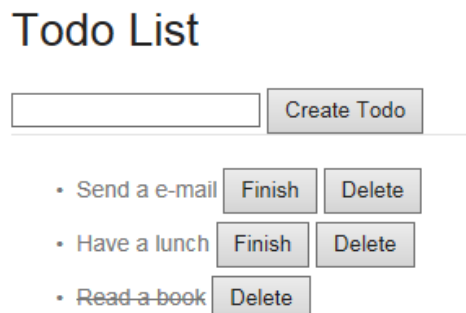 Todo List
Create Todo
• Send a e-mail Finish Delete
• Have a lunch Finish Delete
• Read a book Delete